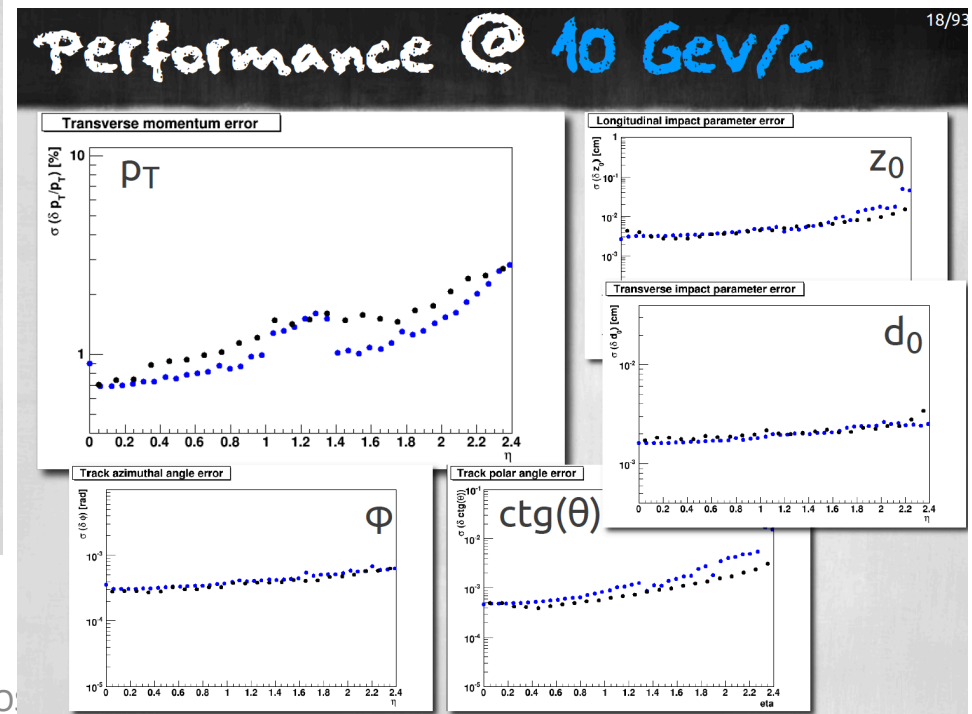 Performance @ 10 GeV/c
18/93
Transverse momentum error
σ (δ pT/pT) [%]
pT
10
1
0 0.2 0.4 0.6 0.8 1 1.2 1.4 1.6 1.8 2 2.2 2.4
η
Longitudinal impact parameter error
σ (δ z0) [cm]
z0
1
10-1
10-2
10-3
Transverse impact parameter error
σ (δ d0) [cm]
d0
10-2
10-3
0 0.2 0.4 0.6 0.8 1 1.2 1.4 1.6 1.8 2 2.2 2.4
η
Track azimuthal angle error
σ (δ φ) [rad]
φ
10-3
10-4
10-5
0 0.2 0.4 0.6 0.8 1 1.2 1.4 1.6 1.8 2 2.2 2.4
η
Track polar angle error
σ (δ ctg(θ))
ctg(θ)
10-1
10-2
10-3
10-4
10-5
0 0.2 0.4 0.6 0.8 1 1.2 1.4 1.6 1.8 2 2.2 2.4
eta